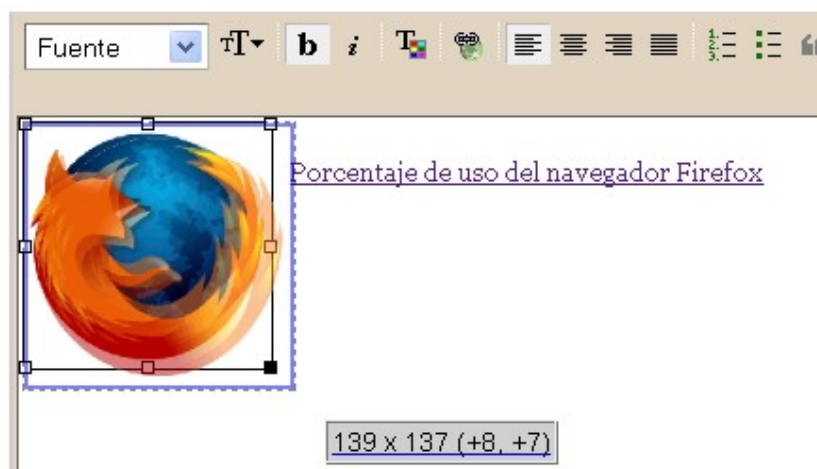 Fuente
Porcentaje de uso del navegador Firefox
139 x 137 (+8, +7)